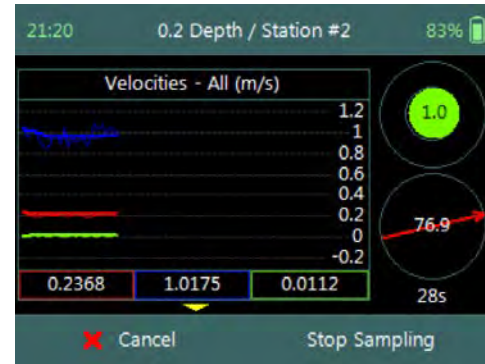 21:20 0.2 Depth / Station #2 83%
Velocities - All (m/s)
1.2
1
0.8
0.6
0.4
0.2
0
-0.2
1.0
76.9
0.2368 1.0175 0.0112
28s
Cancel Stop Sampling